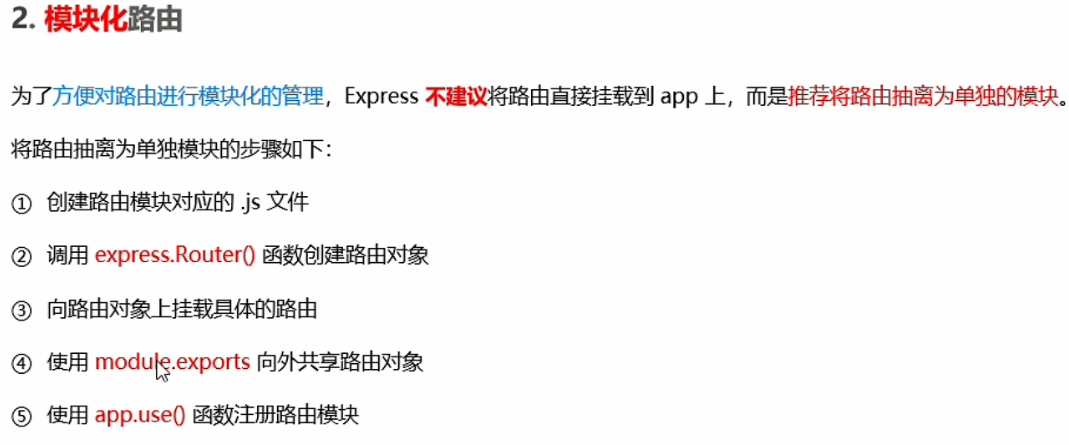 2. 模块化路由
为了方便对路由进行模块化的管理，Express 不建议将路由直接挂载到 app 上，而是推荐将路由抽离为单独的模块。
将路由抽离为单独模块的步骤如下：
① 创建路由模块对应的 .js 文件
② 调用 express.Router() 函数创建路由对象
③ 向路由对象上挂载具体的路由
④ 使用 module.exports 向外共享路由对象
⑤ 使用 app.use() 函数注册路由模块